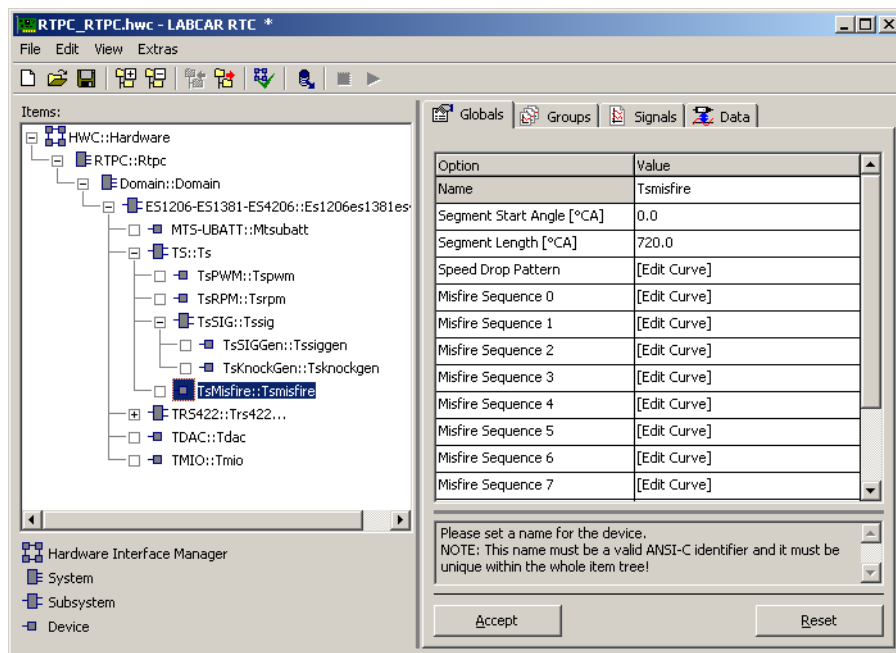 RTPC_RTPC.hwc - LABCAR RTC *
File Edit View Extras
Items:
HWC::Hardware
RTPC::Rtpc
Domain::Domain
ES1206-ES1381-ES4206::Es1206es1381es
MTS-UBATT::Mtsubatt
TS::Ts
TsPWM::Tspwm
TsRPM::Tsrpm
TsSIG::Tssig
TsSIGGen::Tssiggen
TsKnockGen::Tsknockgen
TsMisfire::Tsmisfire
TRS422::Trs422...
TDAC::Tdac
TMIO::Tmio
Hardware Interface Manager
System
Subsystem
Device
Globals Groups Signals Data
Option Value
Name Tsmisfire
Segment Start Angle [°CA] 0.0
Segment Length [°CA] 720.0
Speed Drop Pattern [Edit Curve]
Misfire Sequence 0 [Edit Curve]
Misfire Sequence 1 [Edit Curve]
Misfire Sequence 2 [Edit Curve]
Misfire Sequence 3 [Edit Curve]
Misfire Sequence 4 [Edit Curve]
Misfire Sequence 5 [Edit Curve]
Misfire Sequence 6 [Edit Curve]
Misfire Sequence 7 [Edit Curve]
Please set a name for the device.
NOTE: This name must be a valid ANSI-C identifier and it must be
unique within the whole item tree!
Accept Reset